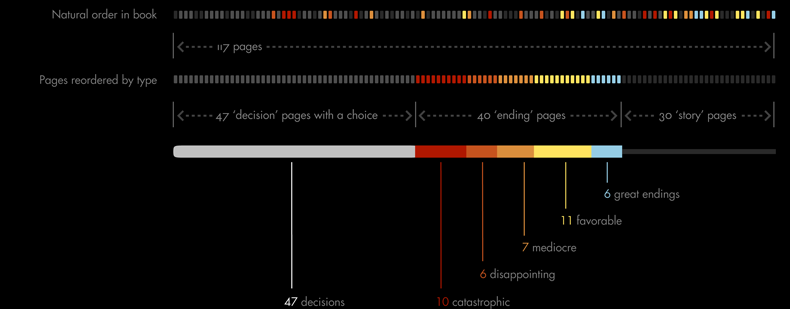 Natural order in book
117 pages
Pages reordered by type
47 'decision' pages with a choice
40 'ending' pages
30 'story' pages
6 great endings
11 favorable
7 mediocre
6 disappointing
47 decisions
10 catastrophic